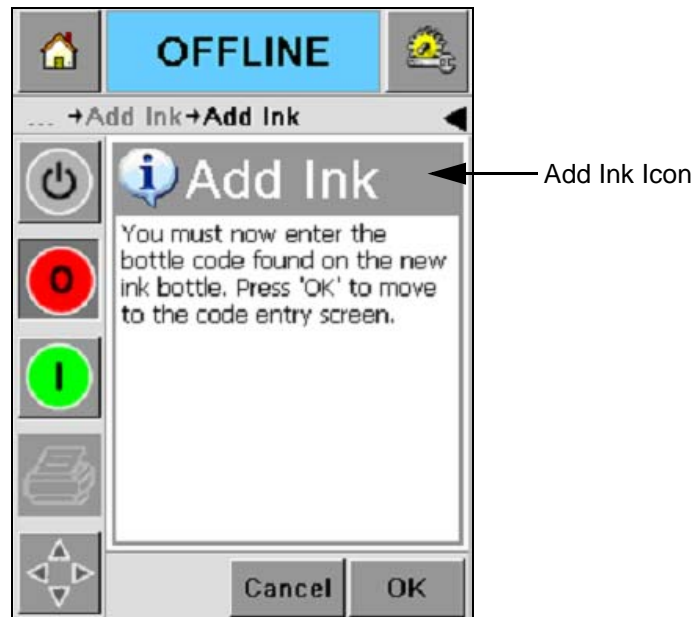 OFFLINE
... →Add Ink→Add Ink
Add Ink
Add Ink Icon
You must now enter the
bottle code found on the new
ink bottle. Press 'OK' to move
to the code entry screen.
O
I
Cancel
OK